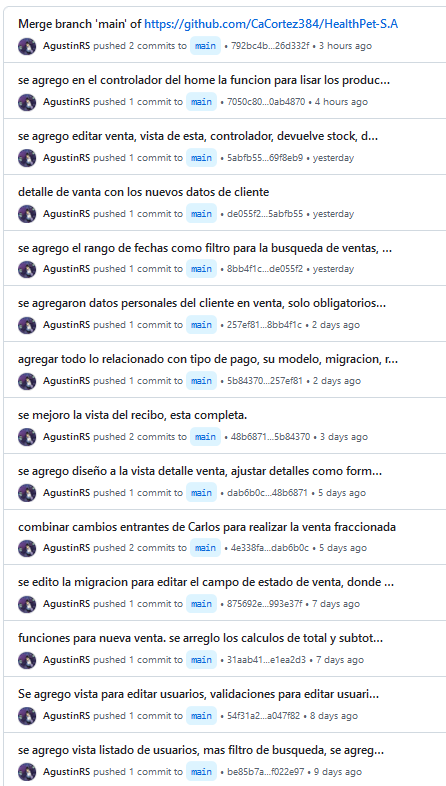 Merge branch 'main' of https://github.com/CaCortez384/HealthPet-S.A
AgustinRS pushed 2 commits to main • 792bc4b...26d332f • 3 hours ago
se agrego en el controlador del home la funcion para lisar los produc...
AgustinRS pushed 1 commit to main • 7050c80...0ab4870 • 4 hours ago
se agrego editar venta, vista de esta, controlador, devuelve stock, d...
AgustinRS pushed 1 commit to main • 5abfb55...69f8eb9 • yesterday
detalle de vanta con los nuevos datos de cliente
AgustinRS pushed 1 commit to main • de055f2...5abfb55 • yesterday
se agrego el rango de fechas como filtro para la busqueda de ventas, ...
AgustinRS pushed 1 commit to main • 8bb4f1c...de055f2 • yesterday
se agregaron datos personales del cliente en venta, solo obligatorios...
AgustinRS pushed 1 commit to main • 257ef81...8bb4f1c • 2 days ago
agregar todo lo relacionado con tipo de pago, su modelo, migracion, r...
AgustinRS pushed 1 commit to main • 5b84370...257ef81 • 2 days ago
se mejoro la vista del recibo, esta completa.
AgustinRS pushed 2 commits to main • 48b6871...5b84370 • 3 days ago
se agrego diseño a la vista detalle venta, ajustar detalles como form...
AgustinRS pushed 1 commit to main • dab6b0c...48b6871 • 5 days ago
combinar cambios entrantes de Carlos para realizar la venta fraccionada
AgustinRS pushed 2 commits to main • 4e338fa...dab6b0c • 5 days ago
se edito la migracion para editar el campo de estado de venta, donde ...
AgustinRS pushed 1 commit to main • 875692e...993e37f • 7 days ago
funciones para nueva venta. se arreglo los calculos de total y subtot...
AgustinRS pushed 1 commit to main • 31aab41...e1ea2d3 • 7 days ago
Se agrego vista para editar usuarios, validaciones para editar usuari...
AgustinRS pushed 1 commit to main • 54f31a2...a047f82 • 8 days ago
se agrego vista listado de usuarios, mas filtro de busqueda, se agreg...
AgustinRS pushed 1 commit to main • be85b7a...f022e97 • 9 days ago